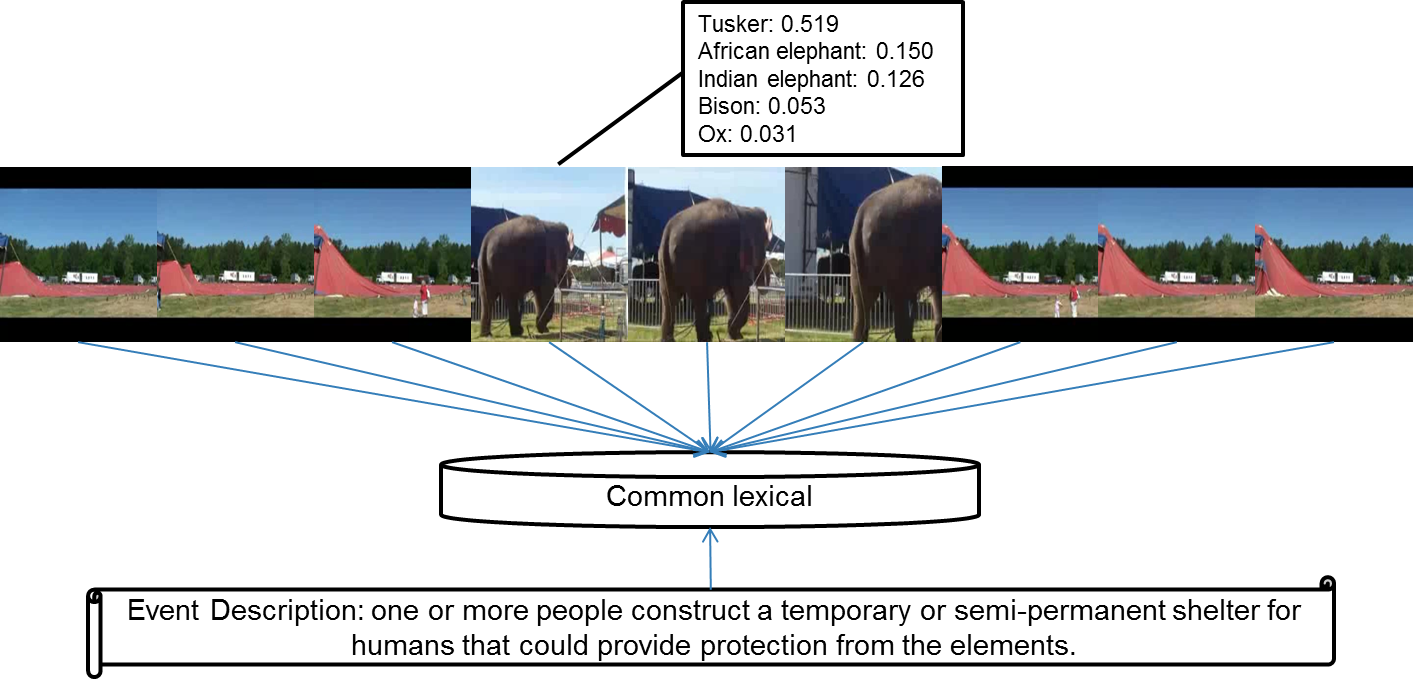 Tusker: 0.519
African elephant: 0.150
Indian elephant: 0.126
Bison: 0.053
Ox: 0.031
Common lexical
Event Description: one or more people construct a temporary or semi-permanent shelter for
humans that could provide protection from the elements.